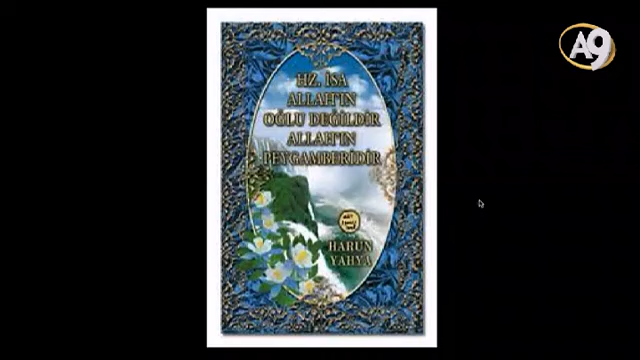 A9
HZ. İSA
ALLAH'IN
OĞLU DEĞİLDİR
ALLAH'IN
PEYGAMBERİDİR
HARUN
YAHYA